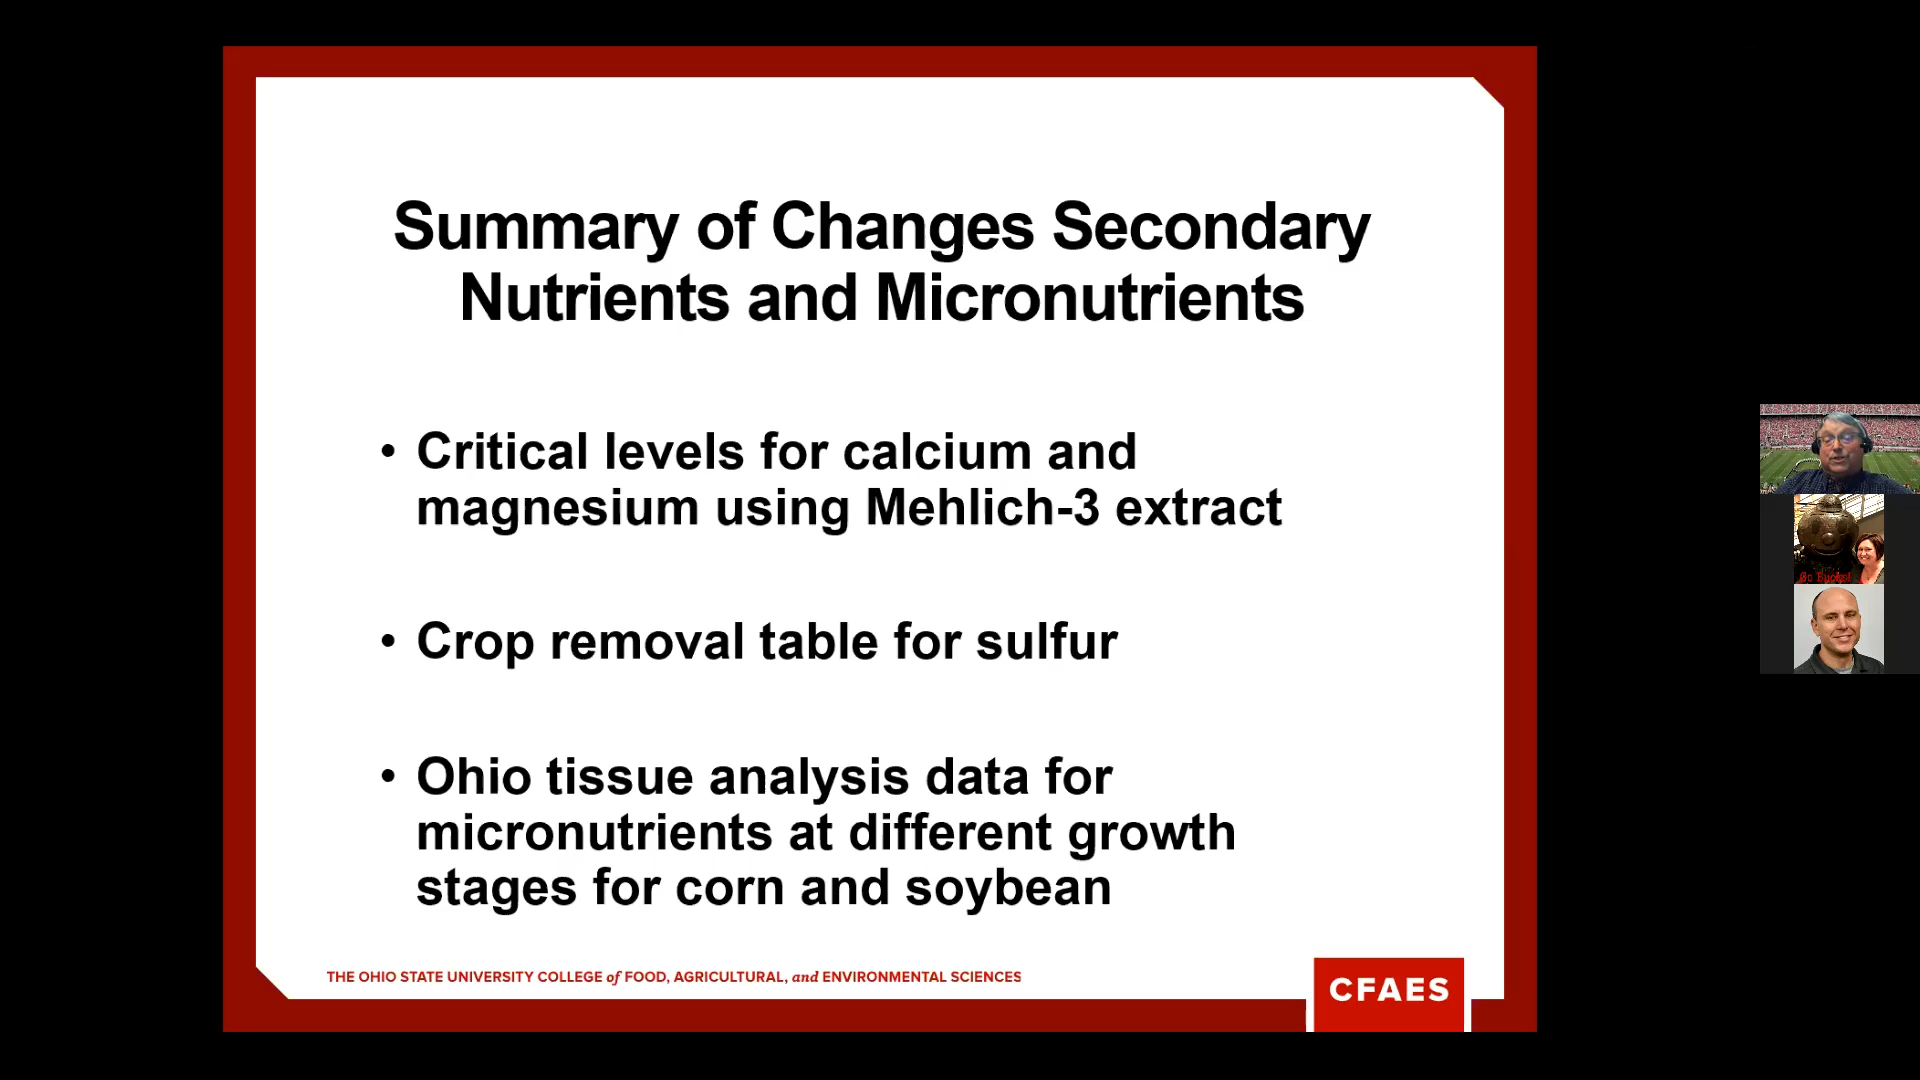 Summary of Changes Secondary
Nutrients and Micronutrients
• Critical levels for calcium and
magnesium using Mehlich-3 extract
• Crop removal table for sulfur
• Ohio tissue analysis data for
micronutrients at different growth
stages for corn and soybean
THE OHIO STATE UNIVERSITY COLLEGE of FOOD, AGRICULTURAL, and ENVIRONMENTAL SCIENCES
CFAES
Go Bucks!